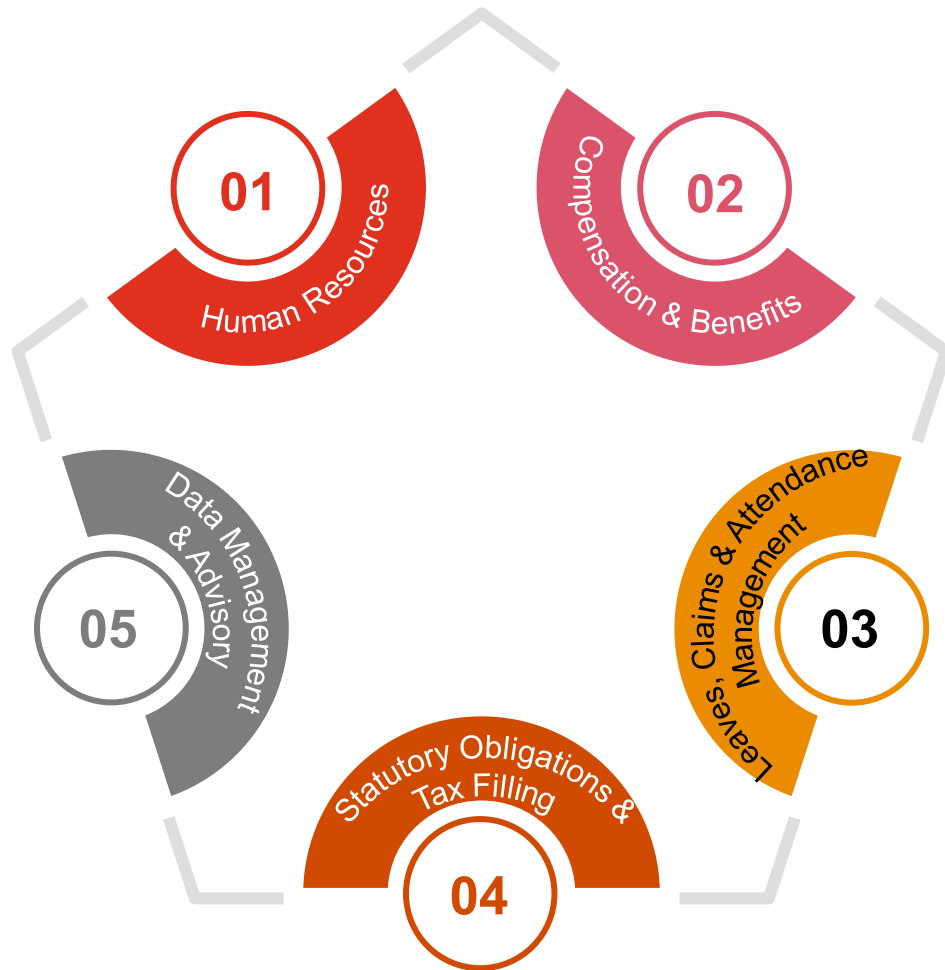 01
Human Resources
02
Compensation & Benefits
03
Leaves, Claims & Attendance
Management
04
Statutory Obligations &
Tax Filling
05
Data Management
& Advisory